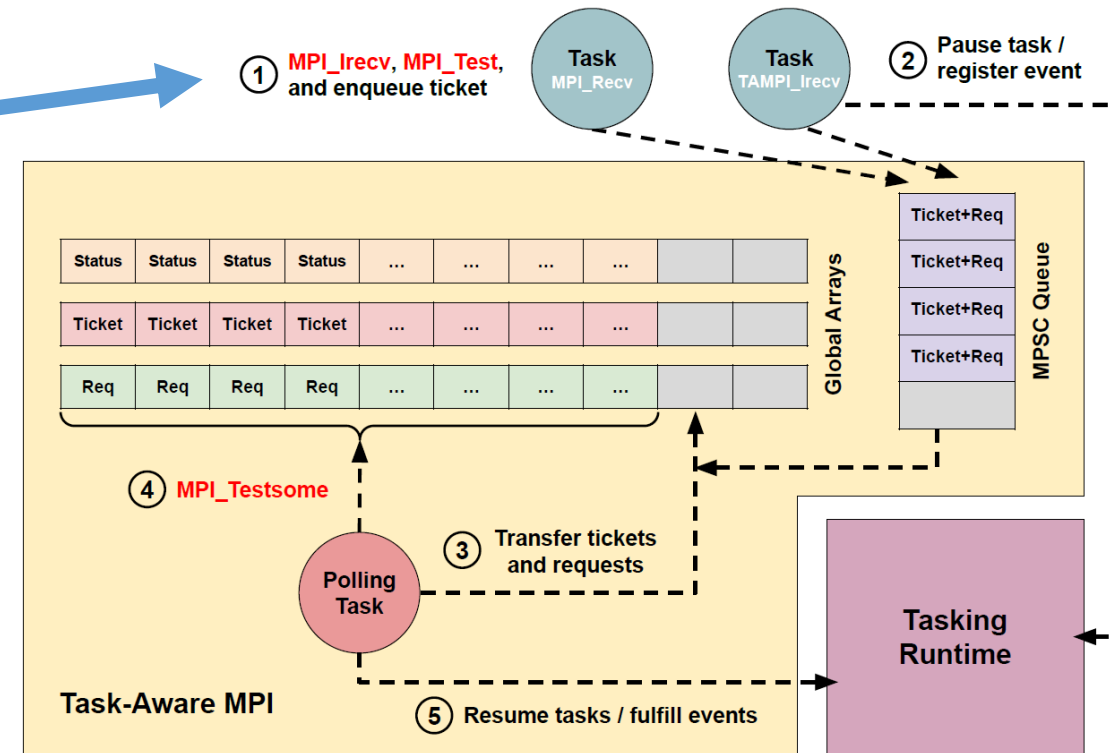 1 MPI_Irecv, MPI_Test,
and enqueue ticket
Task
MPI_Recv
Task
TAMPI_Irecv
2 Pause task /
register event
Status Status Status Status ... ... ... ...
Ticket Ticket Ticket Ticket ... ... ... ...
Req Req Req Req ... ... ... ...
Global Arrays
Ticket+Req
Ticket+Req
Ticket+Req
Ticket+Req
MPSC Queue
4 MPI_Testsome
3 Transfer tickets
and requests
Polling
Task
Tasking
Runtime
Task-Aware MPI
5 Resume tasks / fulfill events